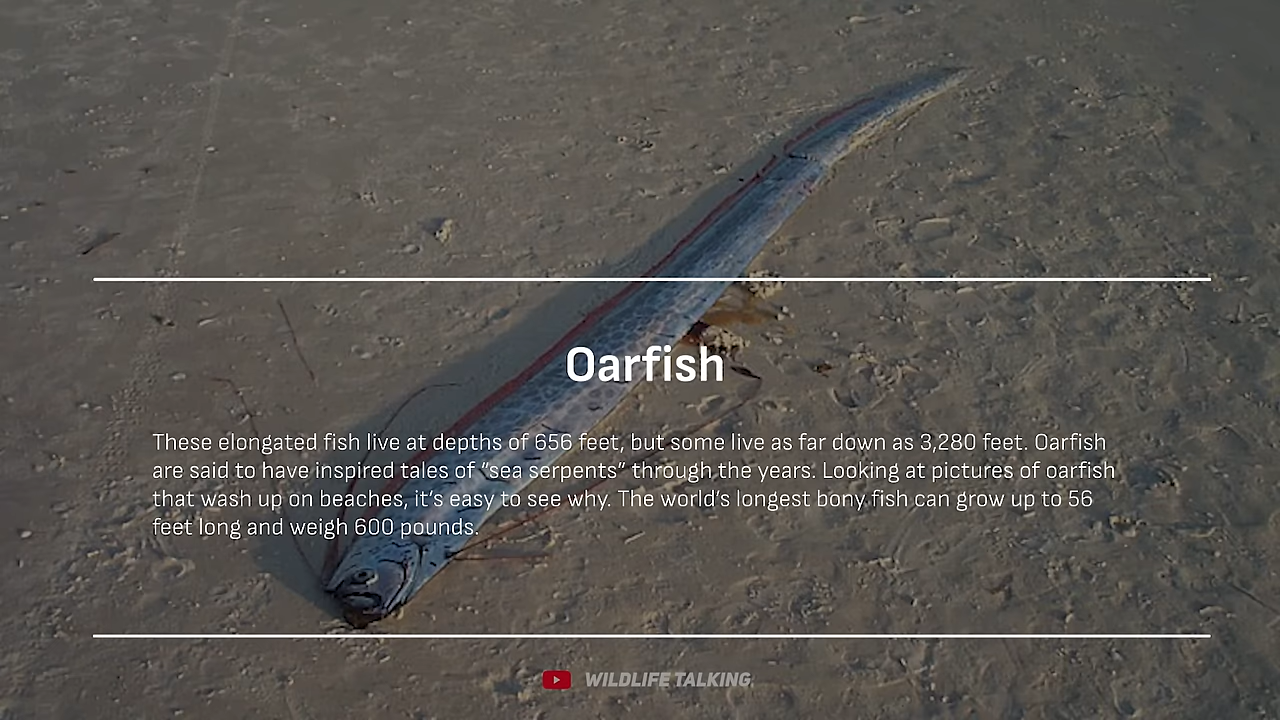 Oarfish
These elongated fish live at depths of 656 feet, but some live as far down as 3,280 feet. Oarfish
are said to have inspired tales of “sea serpents” through the years. Looking at pictures of oarfish
that wash up on beaches, it’s easy to see why. The world’s longest bony fish can grow up to 56
feet long and weigh 600 pounds.
WILDLIFE TALKING